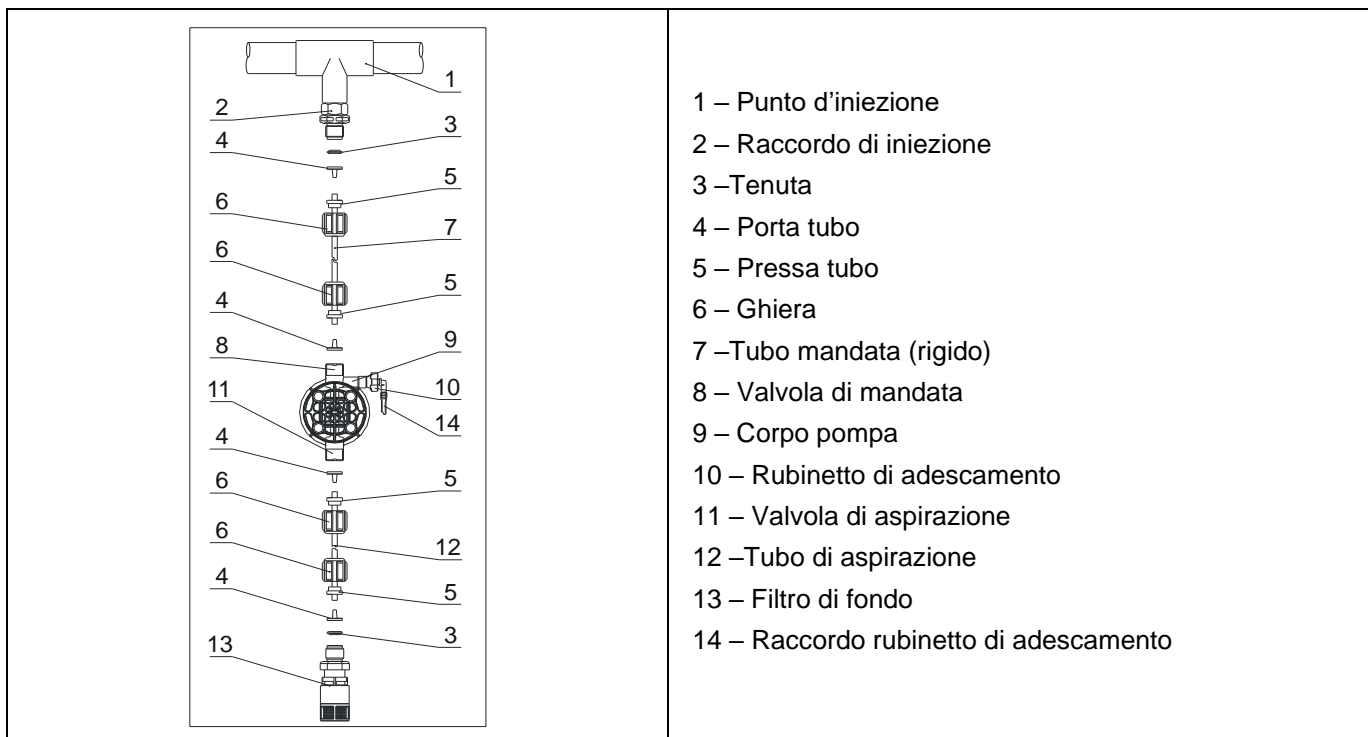 1
2
3
4
5
6
7
6
5
4
9
8
10
11
14
4
5
6
12
6
5
4
3
13
1 – Punto d'iniezione
2 – Raccordo di iniezione
3 –Tenuta
4 – Porta tubo
5 – Pressa tubo
6 – Ghiera
7 –Tubo mandata (rigido)
8 – Valvola di mandata
9 – Corpo pompa
10 – Rubinetto di adescamento
11 – Valvola di aspirazione
12 –Tubo di aspirazione
13 – Filtro di fondo
14 – Raccordo rubinetto di adescamento